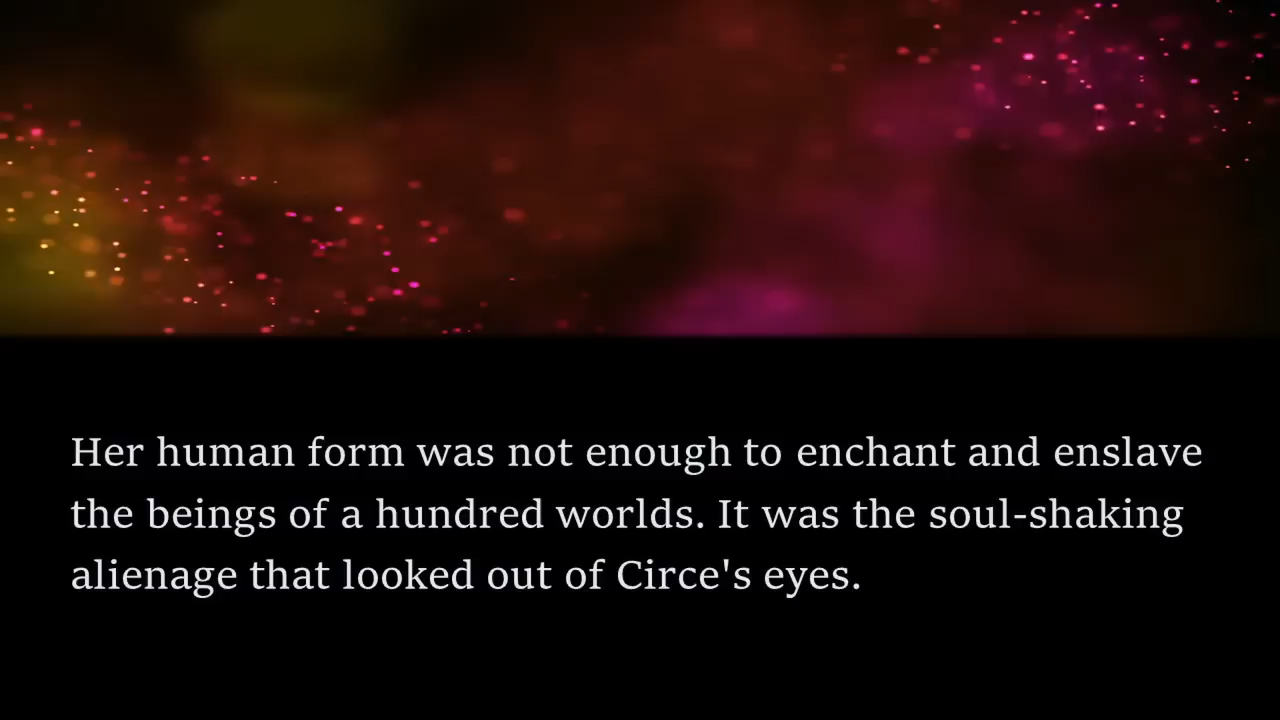 Her human form was not enough to enchant and enslave
the beings of a hundred worlds. It was the soul-shaking
alienage that looked out of Circe's eyes.